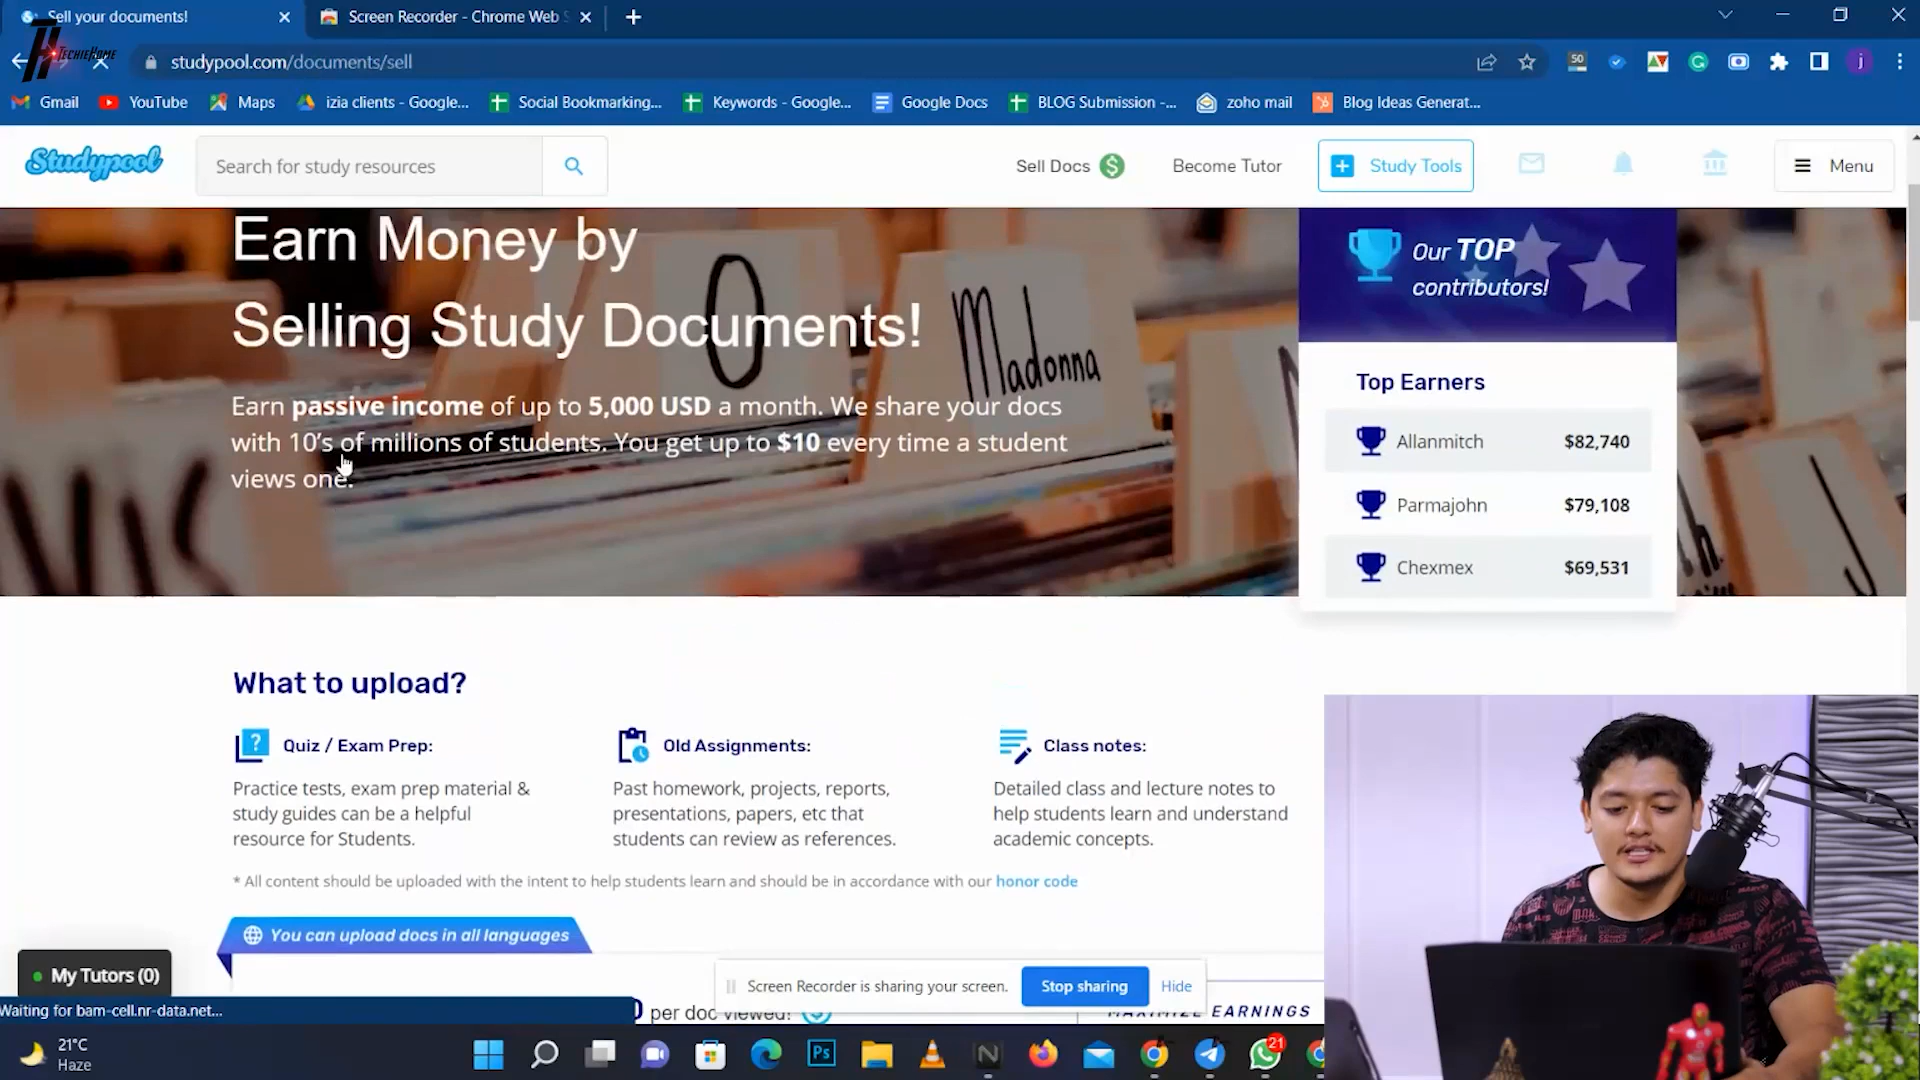 Sell your documents!
Screen Recorder - Chrome Web S
TECHIEHOME
studypool.com/documents/sell
50
j
Gmail
YouTube
Maps
izia clients - Google...
Social Bookmarking...
Keywords - Google...
Google Docs
BLOG Submission -...
zoho mail
Blog Ideas Generat...
Studypool
Search for study resources
Sell Docs
$
Become Tutor
Study Tools
Menu
Earn Money by
Selling Study Documents!
Earn passive income of up to 5,000 USD a month. We share your docs
with 10's of millions of students. You get up to $10 every time a student
views one.
O
Madonna
VIS
J
Our TOP
contributors!
Top Earners
Allanmitch $82,740
Parmajohn $79,108
Chexmex $69,531
What to upload?
Quiz / Exam Prep:
Practice tests, exam prep material &
study guides can be a helpful
resource for Students.
Old Assignments:
Past homework, projects, reports,
presentations, papers, etc that
students can review as references.
Class notes:
Detailed class and lecture notes to
help students learn and understand
academic concepts.
* All content should be uploaded with the intent to help students learn and should be in accordance with our honor code
You can upload docs in all languages
My Tutors (0)
Screen Recorder is sharing your screen.
Stop sharing
Hide
Waiting for bam-cell.nr-data.net...
per doc viewed!
MAXIMIZE EARNINGS
21°C
Haze
Ps
N
21